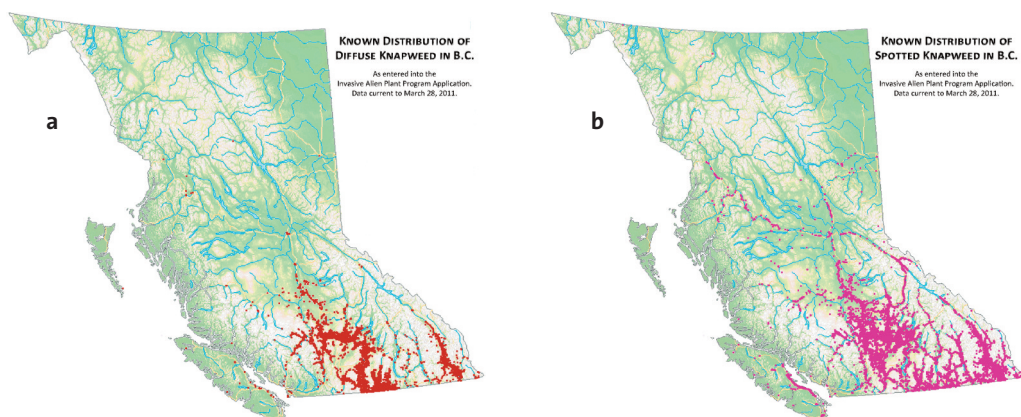 KNOWN DISTRIBUTION OF
DIFFUSE KNAPWEED IN B.C.
As entered into the
Invasive Alien Plant Program Application.
Data current to March 28, 2011.
a
KNOWN DISTRIBUTION OF
SPOTTED KNAPWEED IN B.C.
As entered into the
Invasive Alien Plant Program Application.
Data current to March 28, 2011.
b